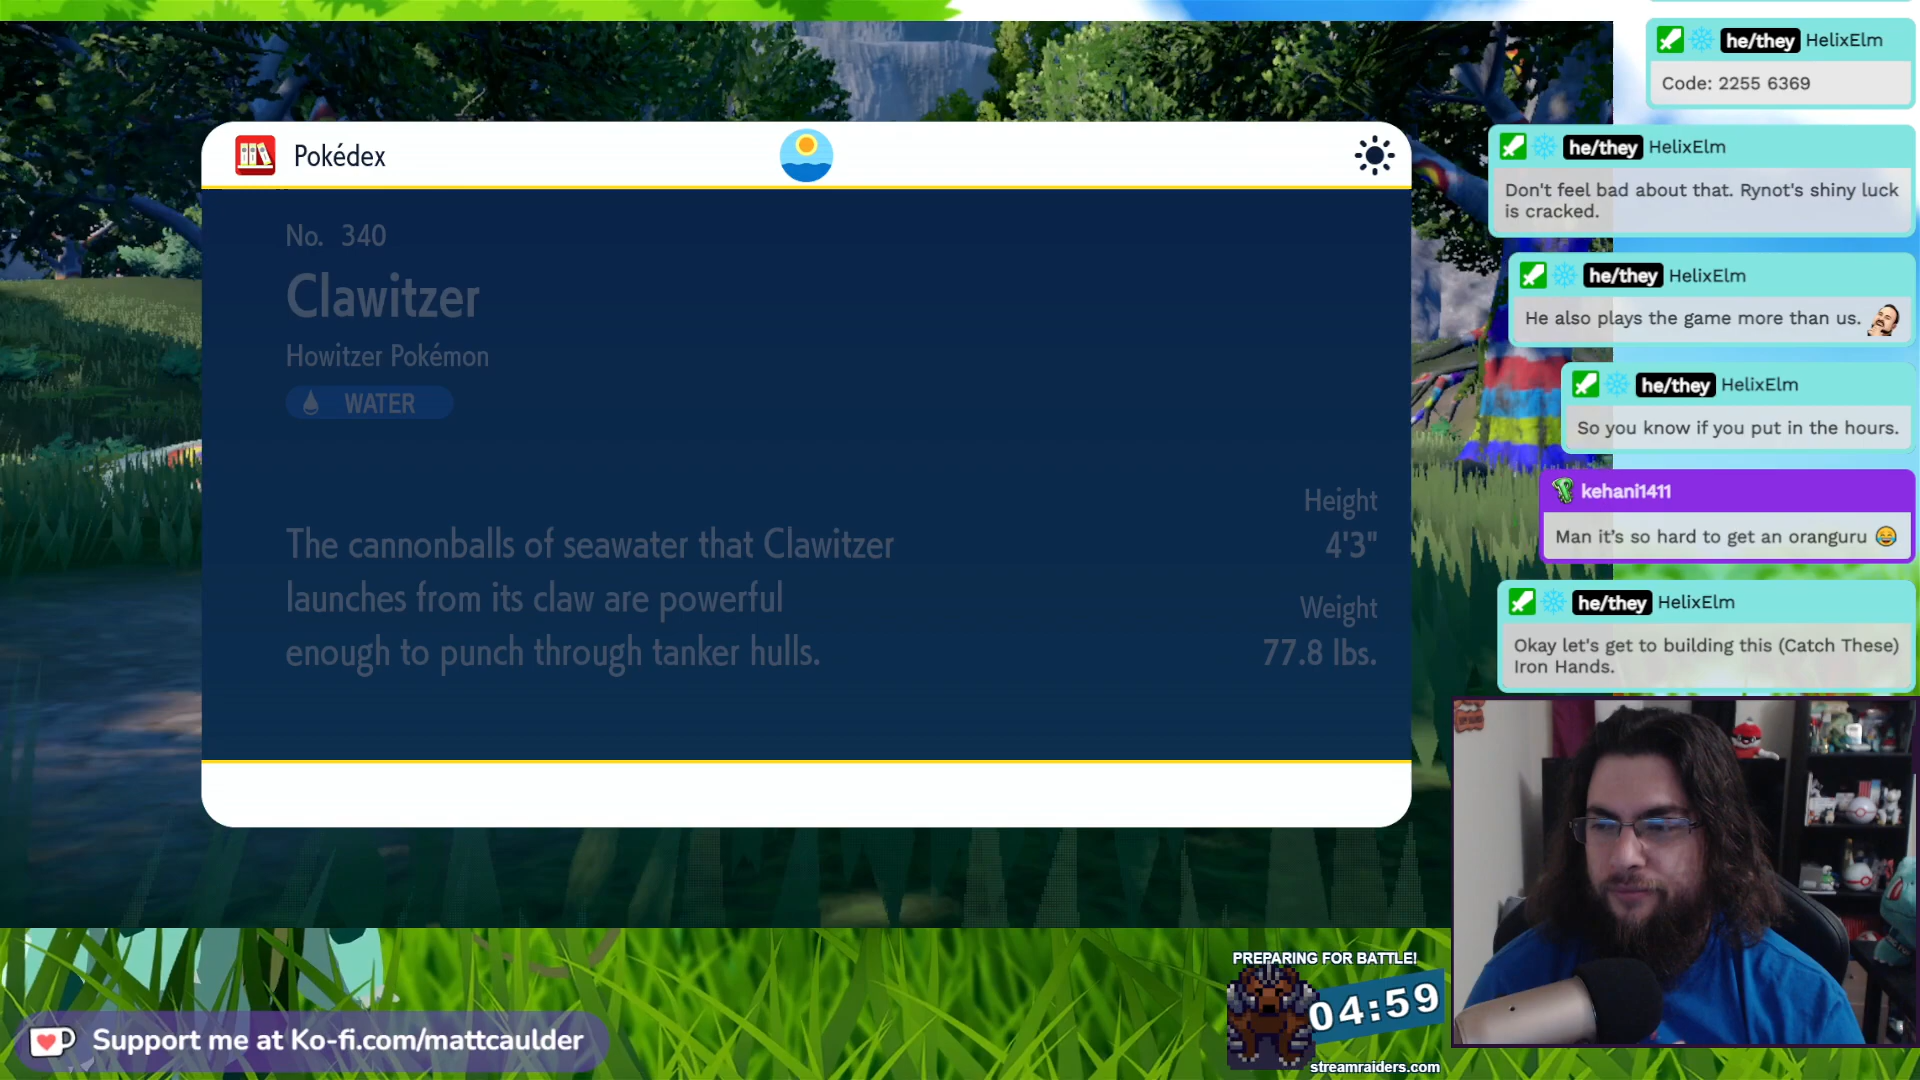 Pokédex
No. 340
Clawitzer
Howitzer Pokémon
WATER
The cannonballs of seawater that Clawitzer
launches from its claw are powerful
enough to punch through tanker hulls.
Height
4'3"
Weight
77.8 lbs.
he/they HelixElm
Code: 2255 6369
he/they HelixElm
Don't feel bad about that. Rynot's shiny luck
is cracked.
he/they HelixElm
He also plays the game more than us.
he/they HelixElm
So you know if you put in the hours.
kehani1411
Man it's so hard to get an oranguru 😂
he/they HelixElm
Okay let's get to building this (Catch These)
Iron Hands.
PREPARING FOR BATTLE!
04:59
streamraiders.com
Support me at Ko-fi.com/mattcaulder